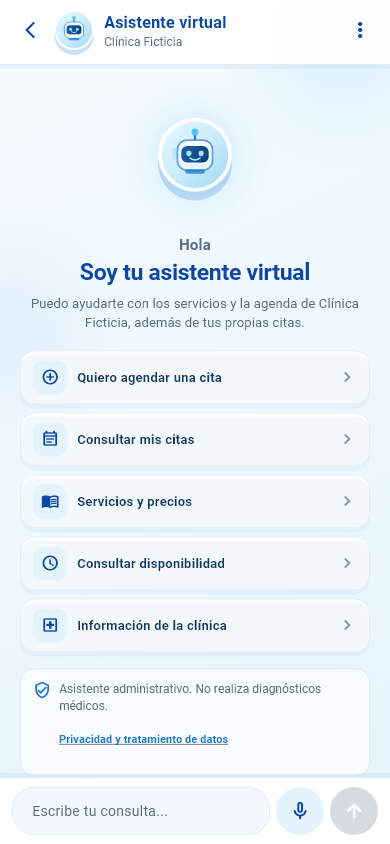 Asistente virtual
Clínica Ficticia
Hola
Soy tu asistente virtual
Puedo ayudarte con los servicios y la agenda de Clínica
Ficticia, además de tus propias citas.
Quiero agendar una cita
Consultar mis citas
Servicios y precios
Consultar disponibilidad
Información de la clínica
Asistente administrativo. No realiza diagnósticos
médicos.
Privacidad y tratamiento de datos
Escribe tu consulta...